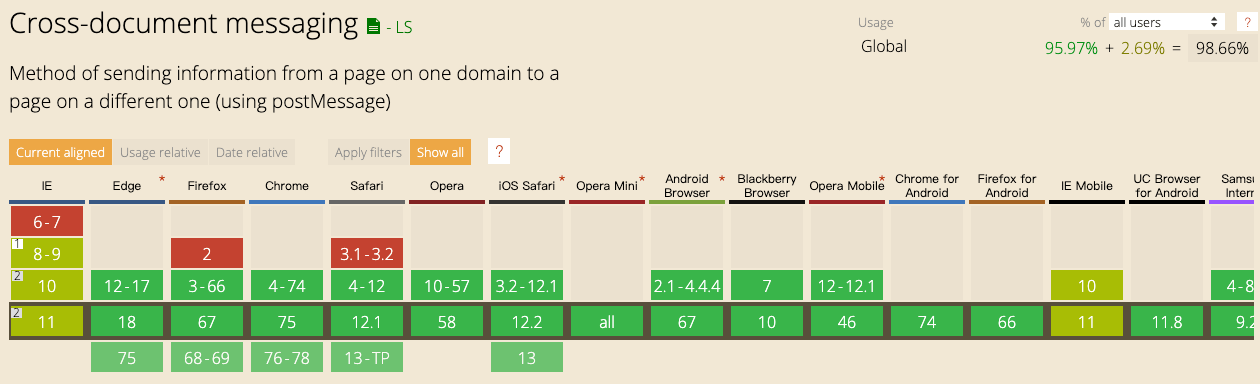 Cross-document messaging - LS
Usage % of all users ?
Global 95.97% + 2.69% = 98.66%
Method of sending information from a page on one domain to a
page on a different one (using postMessage)
Current aligned Usage relative Date relative Apply filters Show all ?
IE Edge * Firefox Chrome Safari Opera iOS Safari * Opera Mini * Android Browser * Blackberry Browser Opera Mobile * Chrome for Android Firefox for Android IE Mobile UC Browser for Android
6-7
1 8-9 2 3.1-3.2
2 10 12-17 3-66 4-74 4-12 10-57 3.2-12.1 2.1-4.4.4 7 12-12.1 10 4-8
2 11 18 67 75 12.1 58 12.2 all 67 10 46 74 66 11 11.8 9.2
75 68-69 76-78 13-TP 13